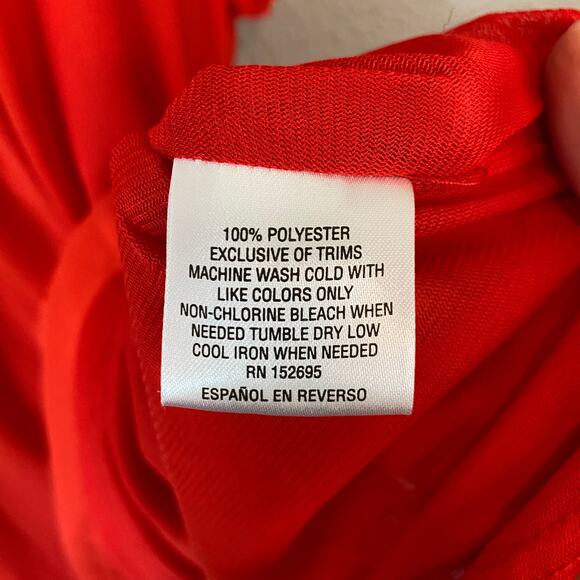 100% POLYESTER
EXCLUSIVE OF TRIMS
MACHINE WASH COLD WITH
LIKE COLORS ONLY
NON-CHLORINE BLEACH WHEN
NEEDED TUMBLE DRY LOW
COOL IRON WHEN NEEDED
RN 152695
ESPAÑOL EN REVERSO